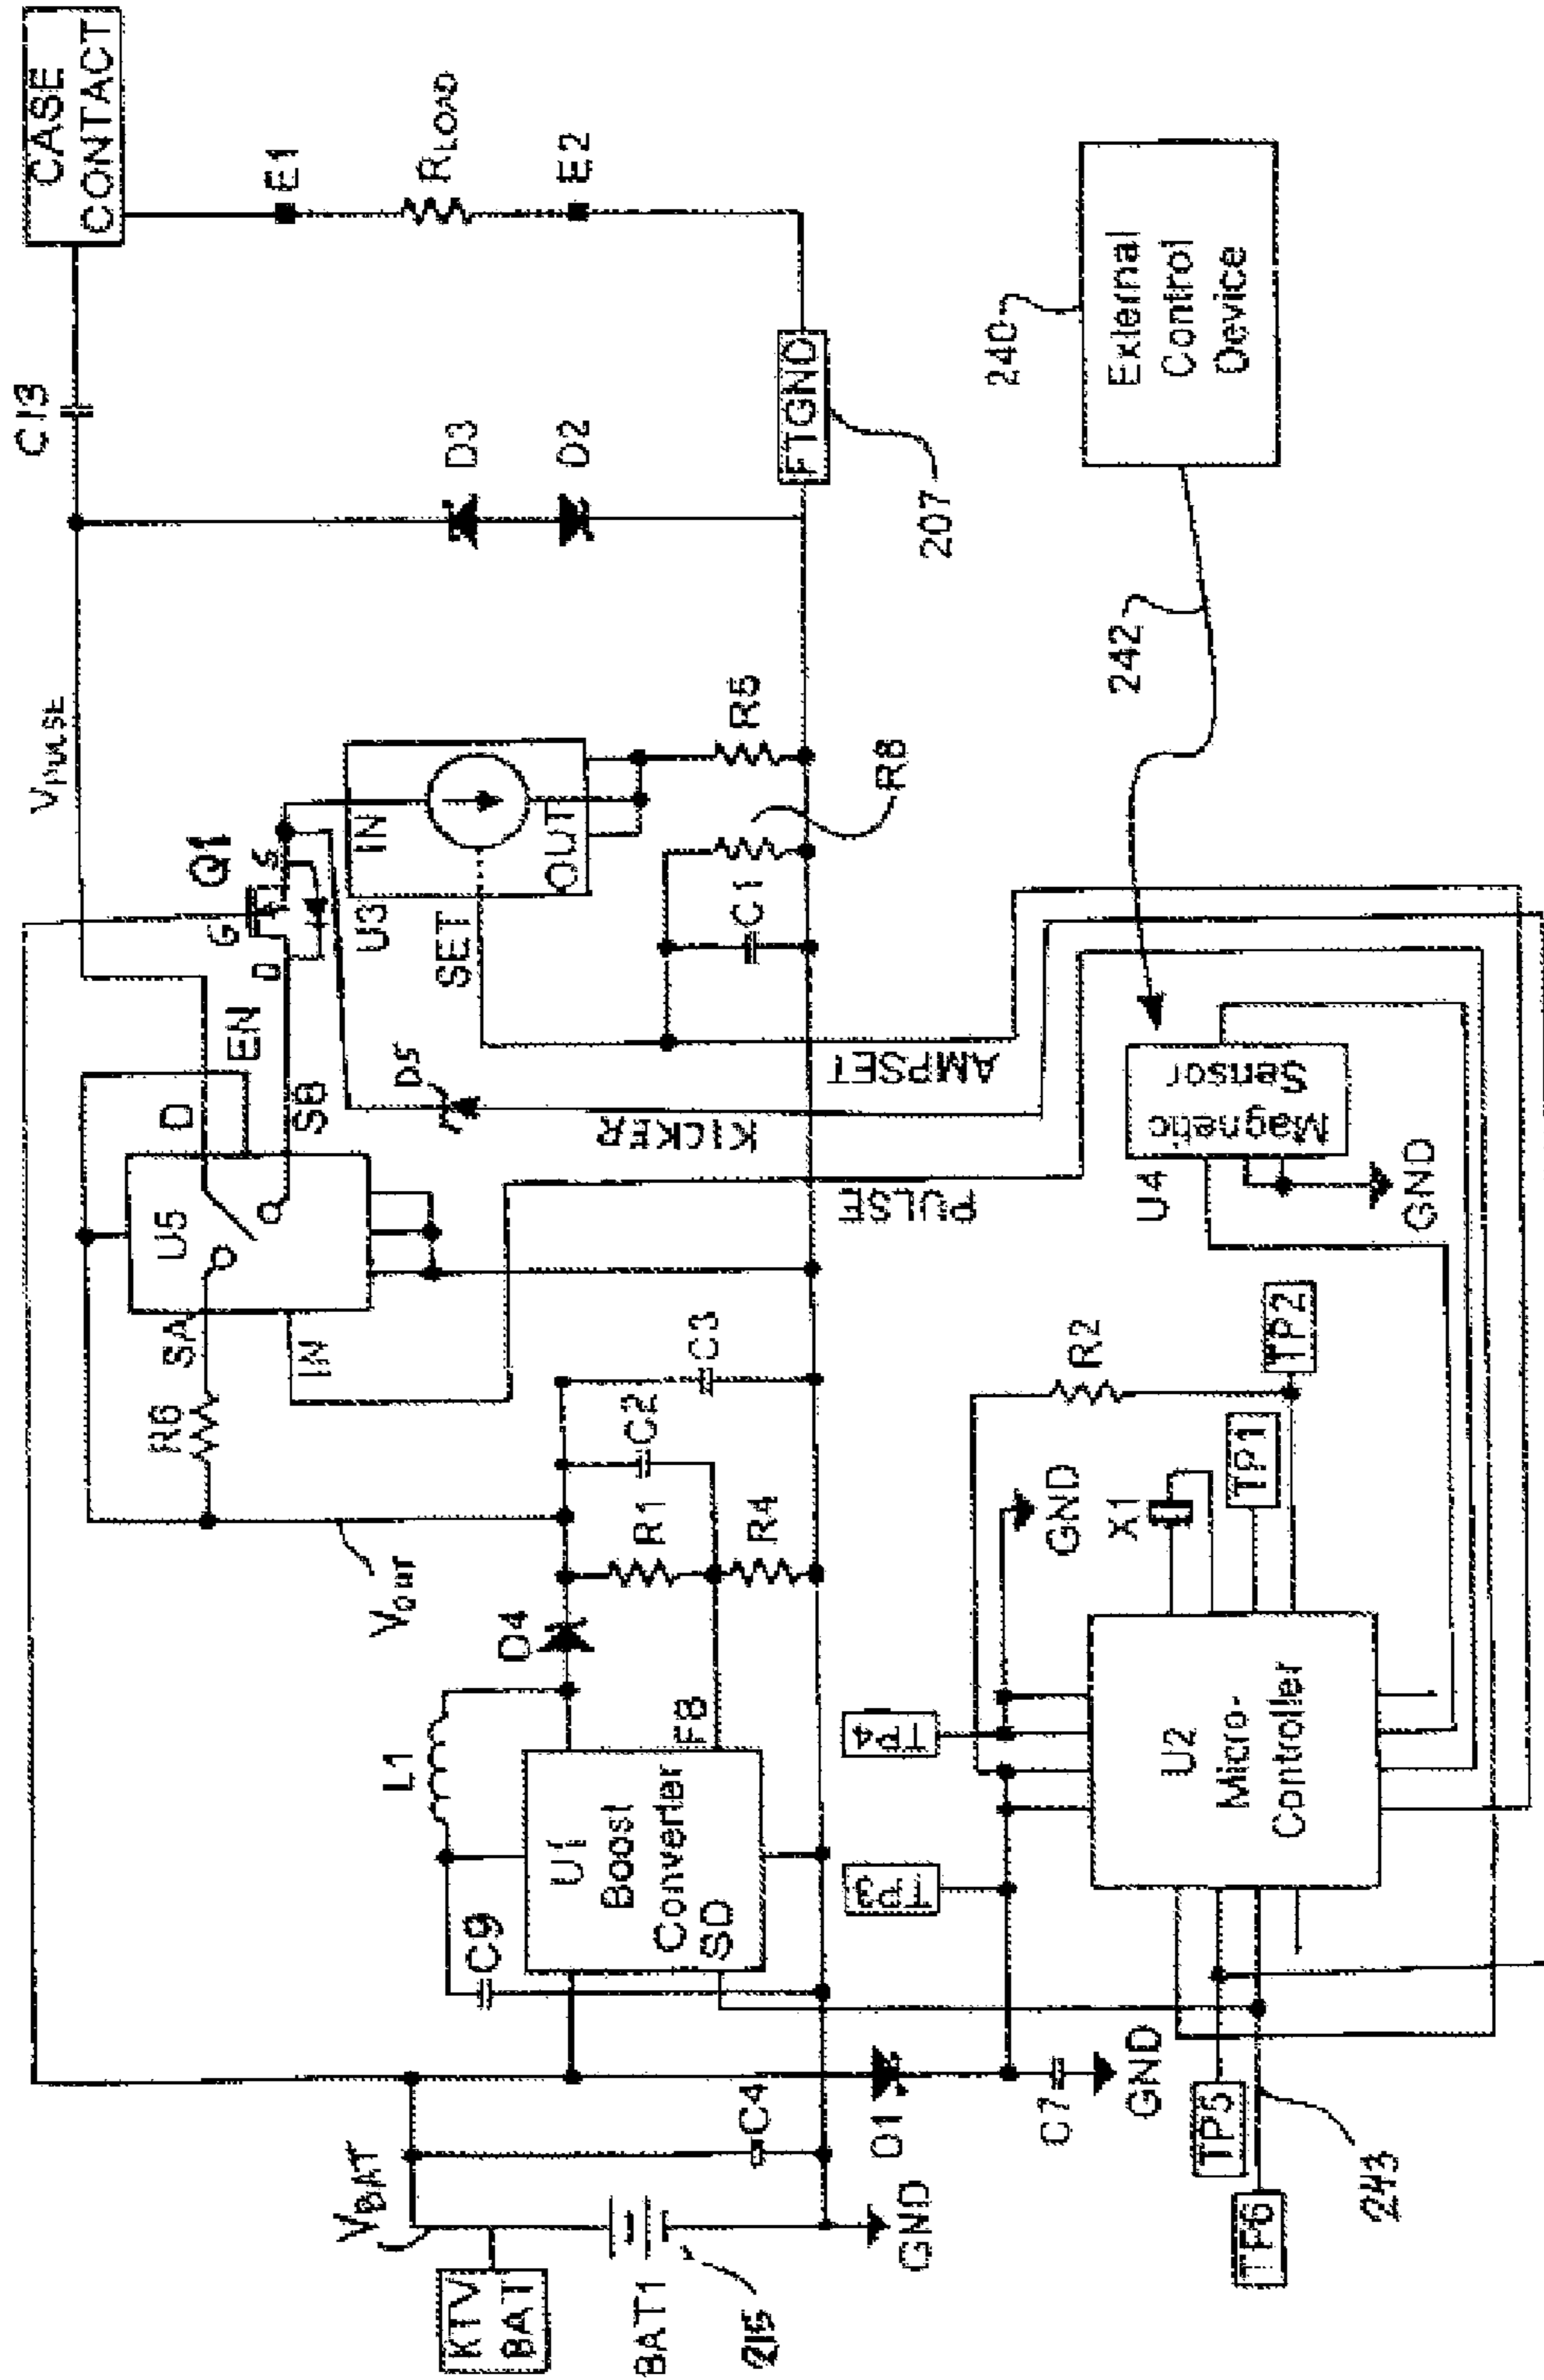 CASE
CONTACT
C13
VPULSE
E1
RLOAD
E2
D3
D2
FTGND
207
Q1
G
S
D
EN
U3
IN
OUT
SET
R5
R8
C1
AMPSET
D5
KICKER
PULSE
D
SB
U5
SA
IN
R6
VOUT
C3
C2
R1
R4
D4
L1
FB
U1
Boost
Converter
SD
C9
VBAT
KTV
BAT
BAT1
215
C4
GND
D1
C7
GND
TP3
TP4
GND
R2
X1
TP1
TP2
U2
Micro-
Controller
TP5
TP6
243
U4
Magnetic
Sensor
GND
242
240
External
Control
Device